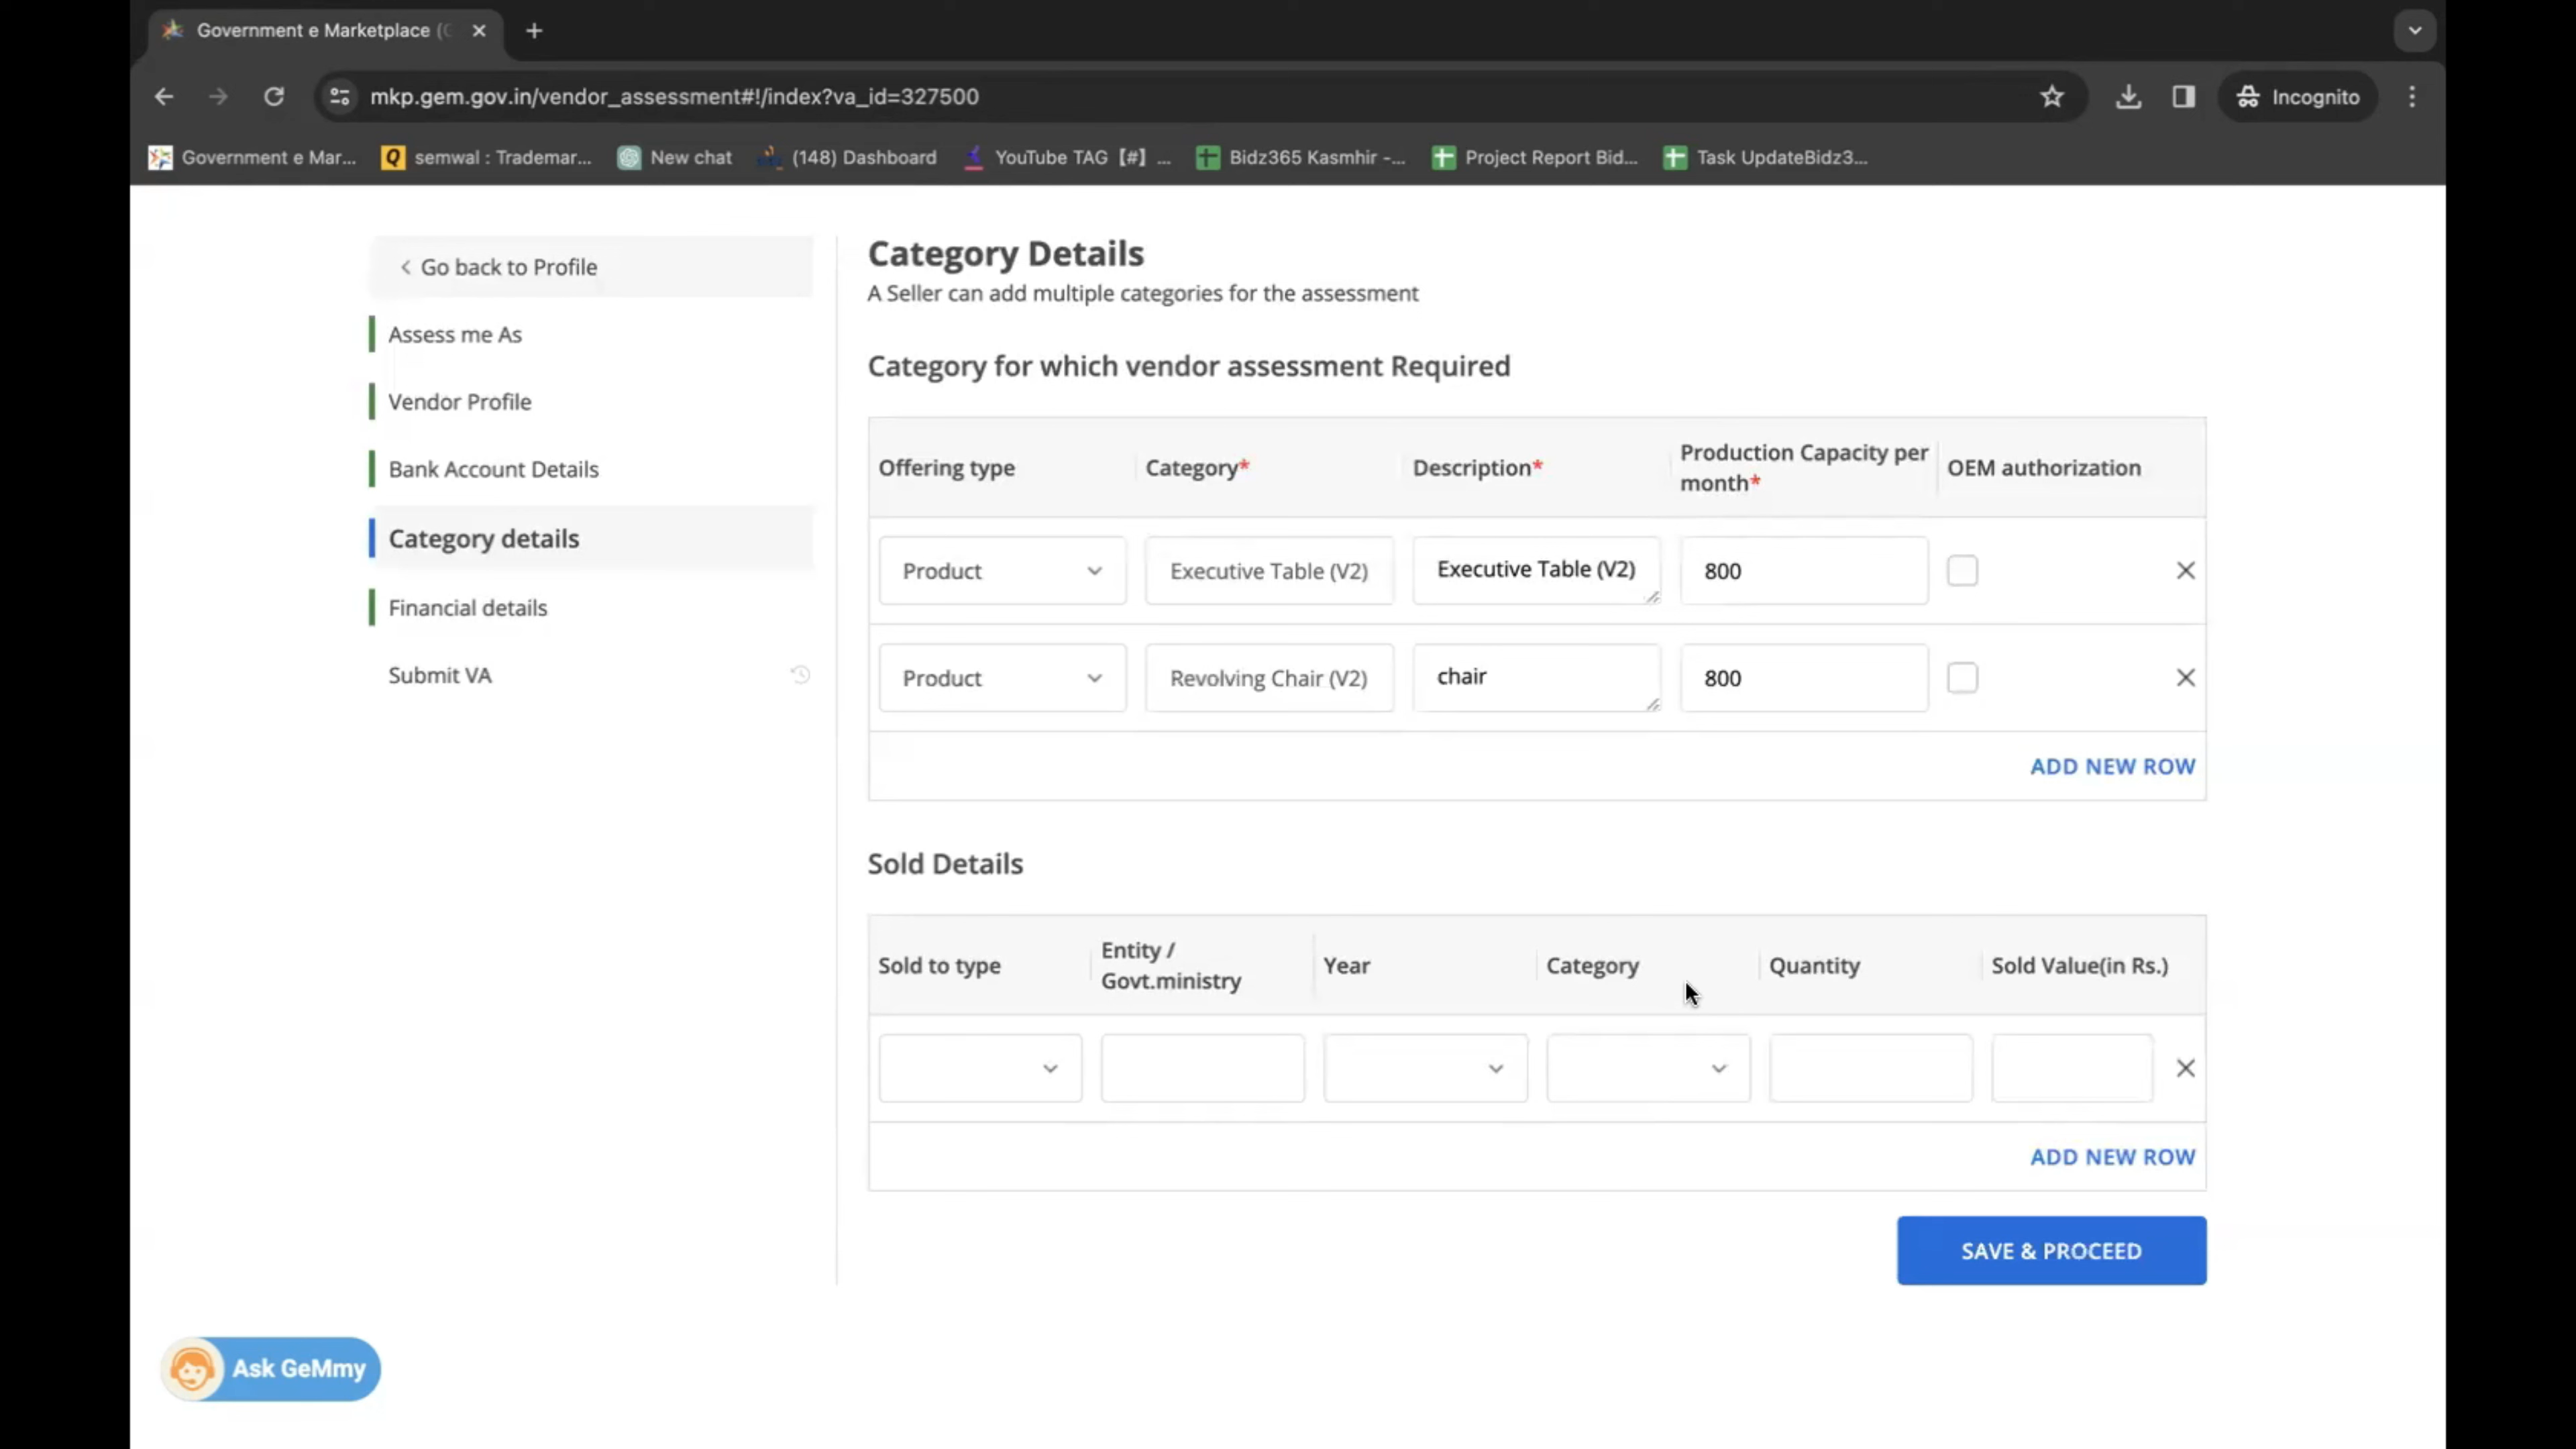 Government e Marketplace (
mkp.gem.gov.in/vendor_assessment#!/index?va_id=327500
Incognito
Government e Mar...
semwal : Trademar...
New chat
(148) Dashboard
YouTube TAG【#】 ...
Bidz365 Kasmhir -...
Project Report Bid...
Task UpdateBidz3...
Go back to Profile
Assess me As
Vendor Profile
Bank Account Details
Category details
Financial details
Submit VA
Category Details
A Seller can add multiple categories for the assessment
Category for which vendor assessment Required
Offering type Category* Description* Production Capacity per month* OEM authorization
Product Executive Table (V2) Executive Table (V2) 800
Product Revolving Chair (V2) chair 800
ADD NEW ROW
Sold Details
Sold to type Entity / Govt.ministry Year Category Quantity Sold Value(in Rs.)
ADD NEW ROW
SAVE & PROCEED
Ask GeMmy